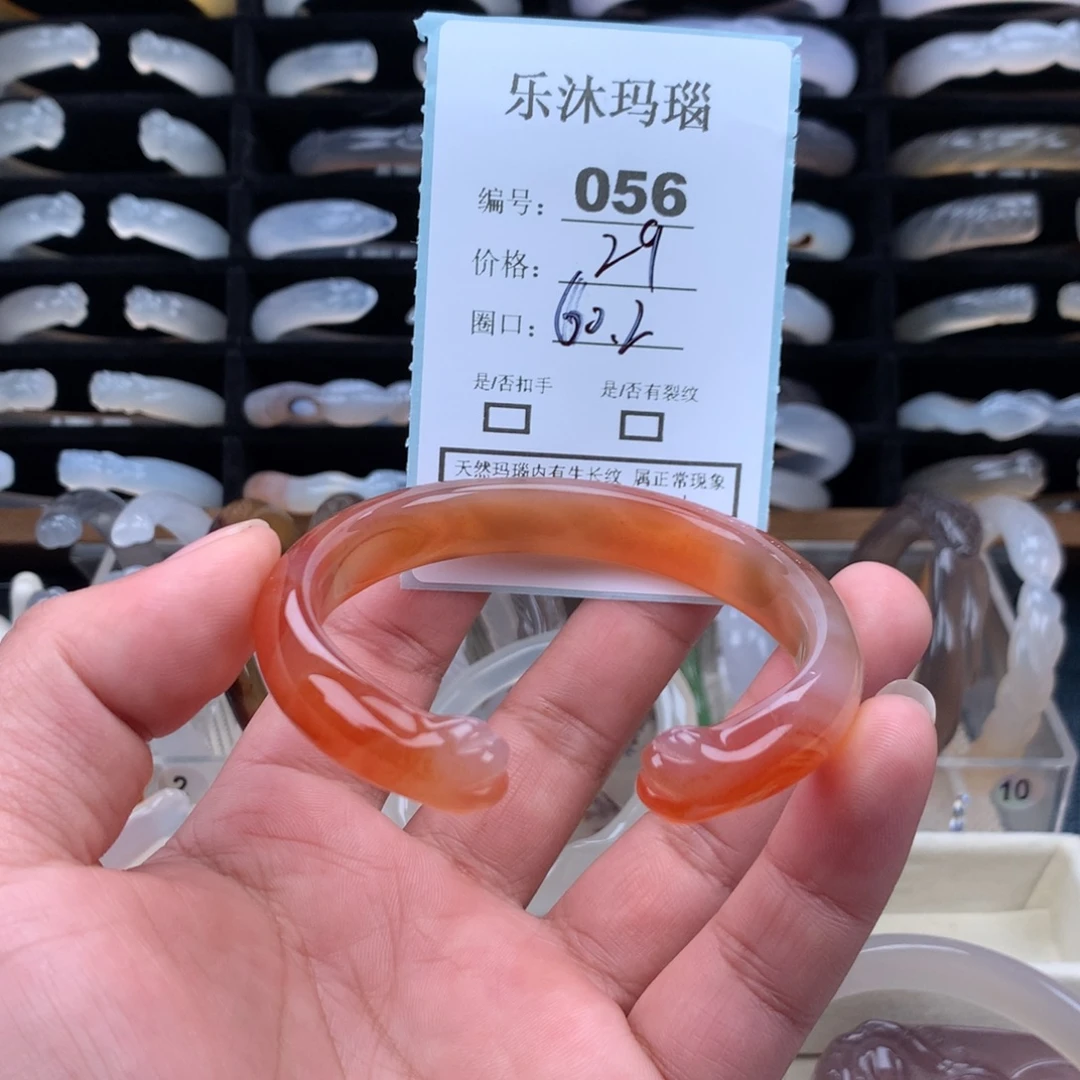 乐沐玛瑙
编号: 056
价格: 29
圈口: 60.2
是/否扣手 是/否有裂纹
天然玛瑙内有生长纹 属正常现象
2
10